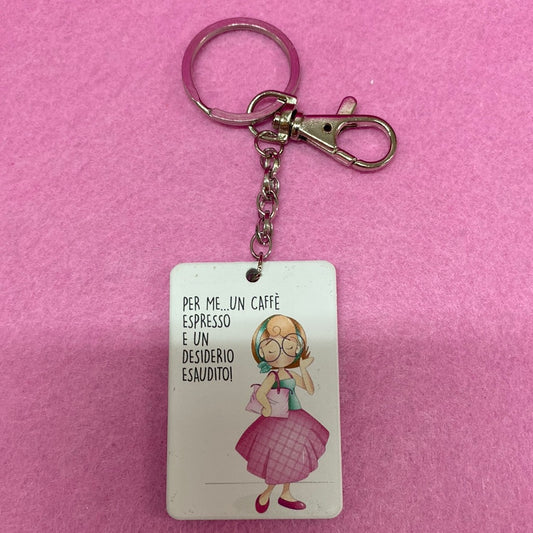 PER ME...UN CAFFÈ
ESPRESSO
E UN
DESIDERIO
ESAUDITO!